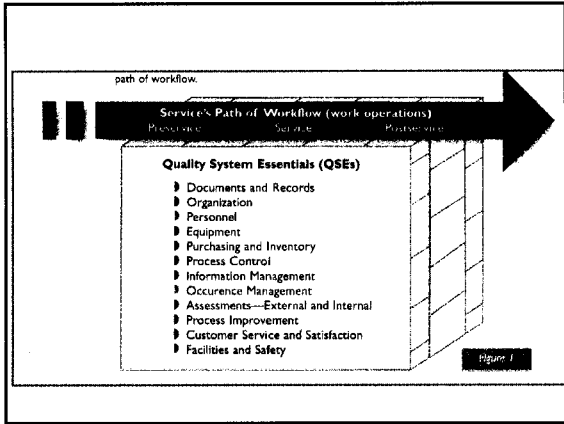 path of workflow.
Service's Path of Workflow (work operations)
Preservice Service Postservice
Quality System Essentials (QSEs)
Documents and Records
Organization
Personnel
Equipment
Purchasing and Inventory
Process Control
Information Management
Occurence Management
Assessments—External and Internal
Process Improvement
Customer Service and Satisfaction
Facilities and Safety
Figure 1